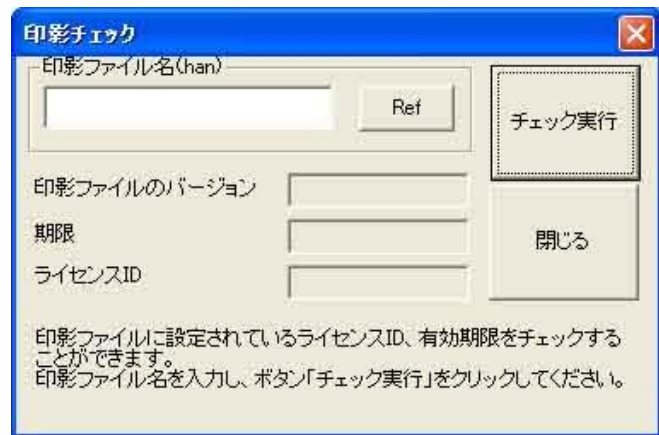 印影チェック
印影ファイル名(han)
Ref
チェック実行
印影ファイルのバージョン
期限
閉じる
ライセンスID
印影ファイルに設定されているライセンスID、有効期限をチェックする
ことができます。
印影ファイル名を入力し、ボタン「チェック実行」をクリックしてください。